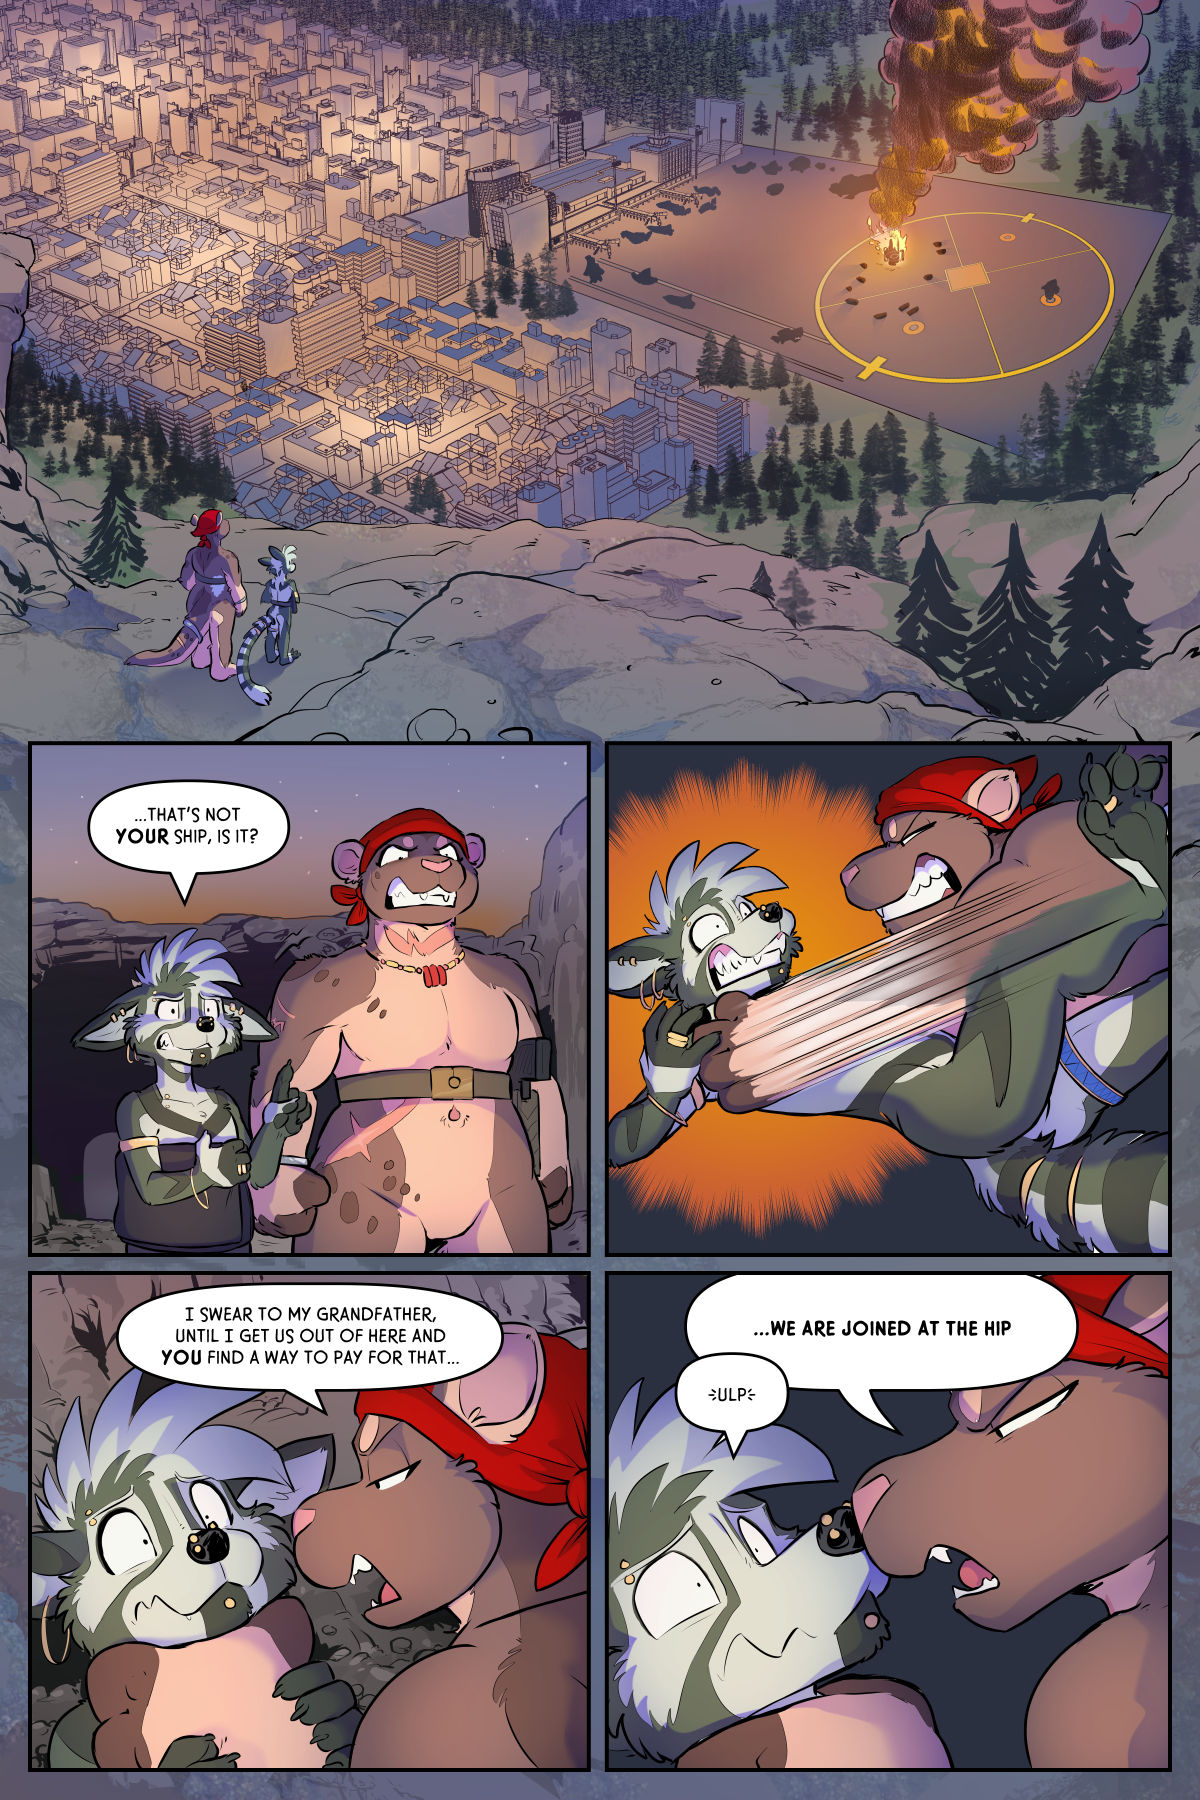 ...THAT'S NOT
YOUR SHIP, IS IT?
I SWEAR TO MY GRANDFATHER,
UNTIL I GET US OUT OF HERE AND
YOU FIND A WAY TO PAY FOR THAT...
...WE ARE JOINED AT THE HIP
ULP